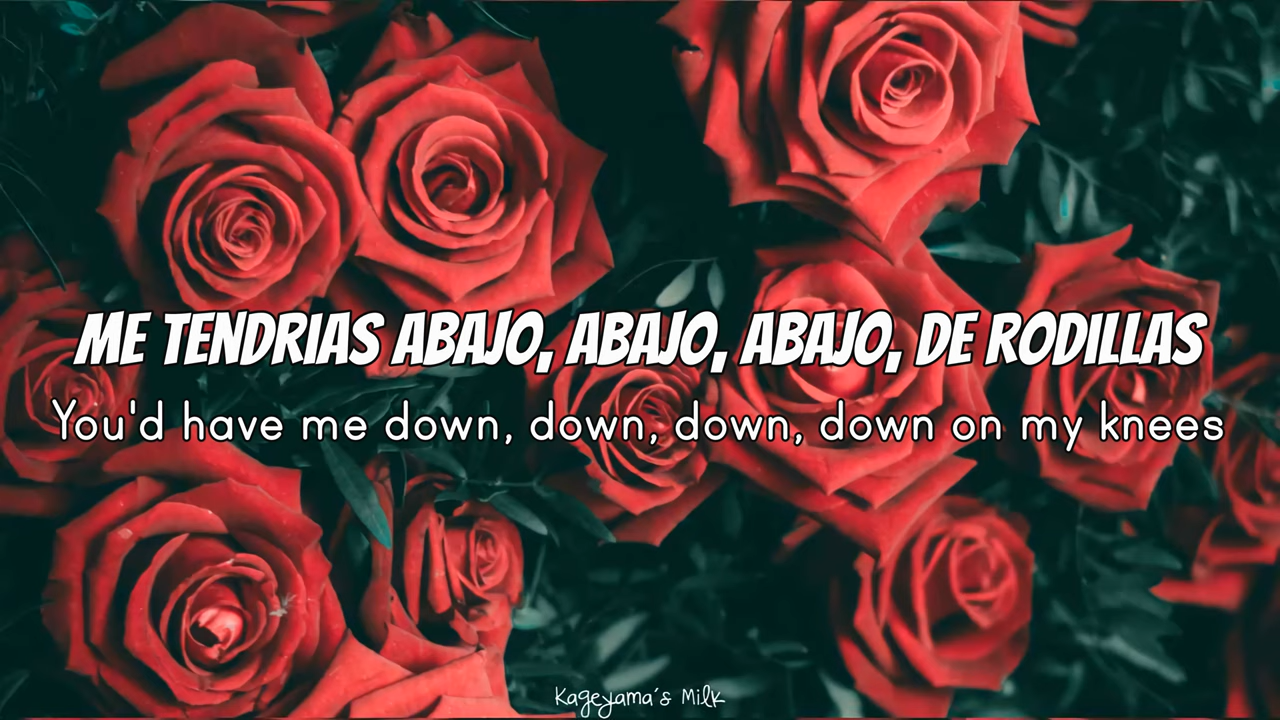 ME TENDRIAS ABAJO, ABAJO, ABAJO, DE RODILLAS
You'd have me down, down, down, down on my knees
Kageyama's Milk